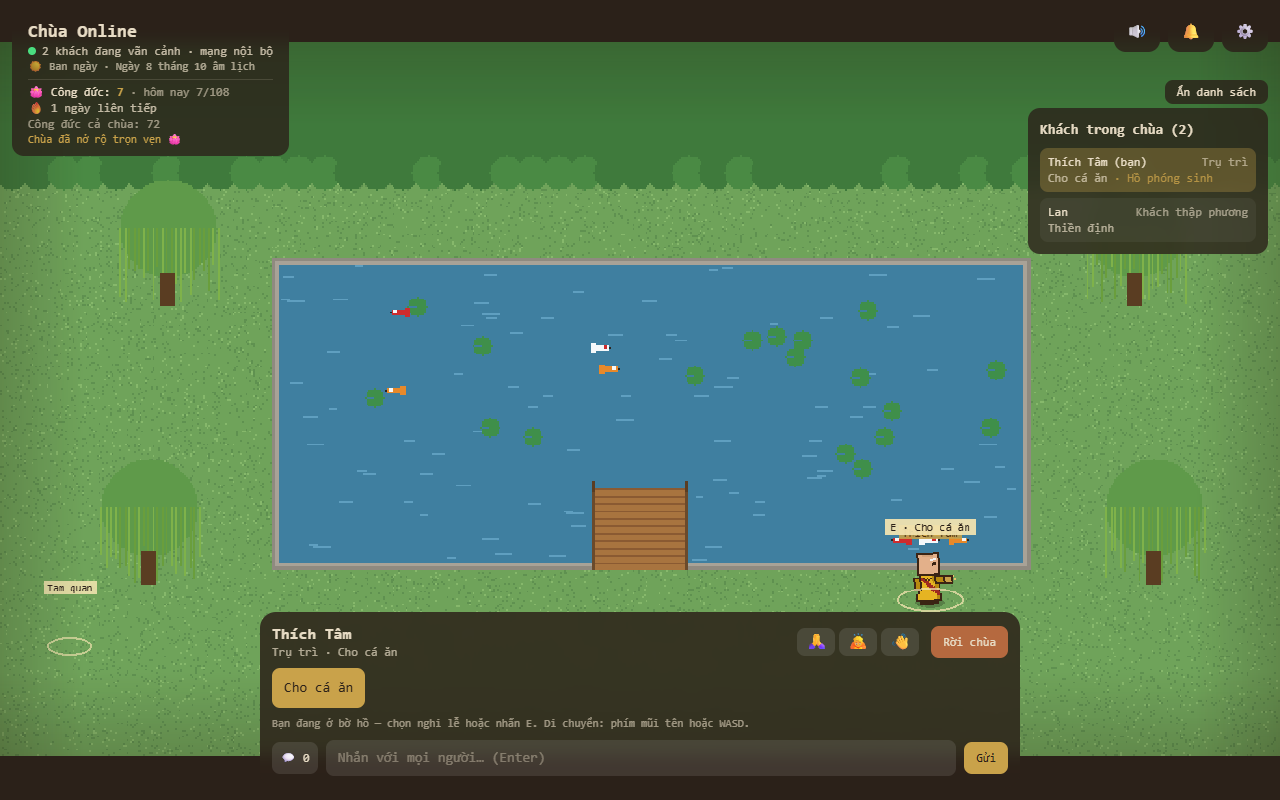 Chùa Online
2 khách đang vãn cảnh · mạng nội bộ
Ban ngày · Ngày 8 tháng 10 âm lịch
Công đức: 7 · hôm nay 7/108
1 ngày liên tiếp
Công đức cả chùa: 72
Chùa đã nở rộ trọn vẹn
Ẩn danh sách
Khách trong chùa (2)
Thích Tâm (bạn) Trụ trì
Cho cá ăn · Hồ phóng sinh
Lan Khách thập phương
Thiền định
E · Cho cá ăn
Tam quan
Thích Tâm
Trụ trì · Cho cá ăn
Rời chùa
Cho cá ăn
Bạn đang ở bờ hồ — chọn nghi lễ hoặc nhấn E. Di chuyển: phím mũi tên hoặc WASD.
0
Nhắn với mọi người… (Enter)
Gửi